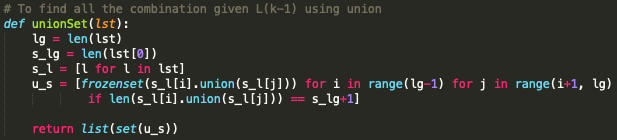 # To find all the combination given L(k-1) using union
def unionSet(lst):
    lg = len(lst)
    s_lg = len(lst[0])
    s_l = [l for l in lst]
    u_s = [frozenset(s_l[i].union(s_l[j])) for i in range(lg-1) for j in range(i+1, lg)
            if len(s_l[i].union(s_l[j])) == s_lg+1]
    return list(set(u_s))